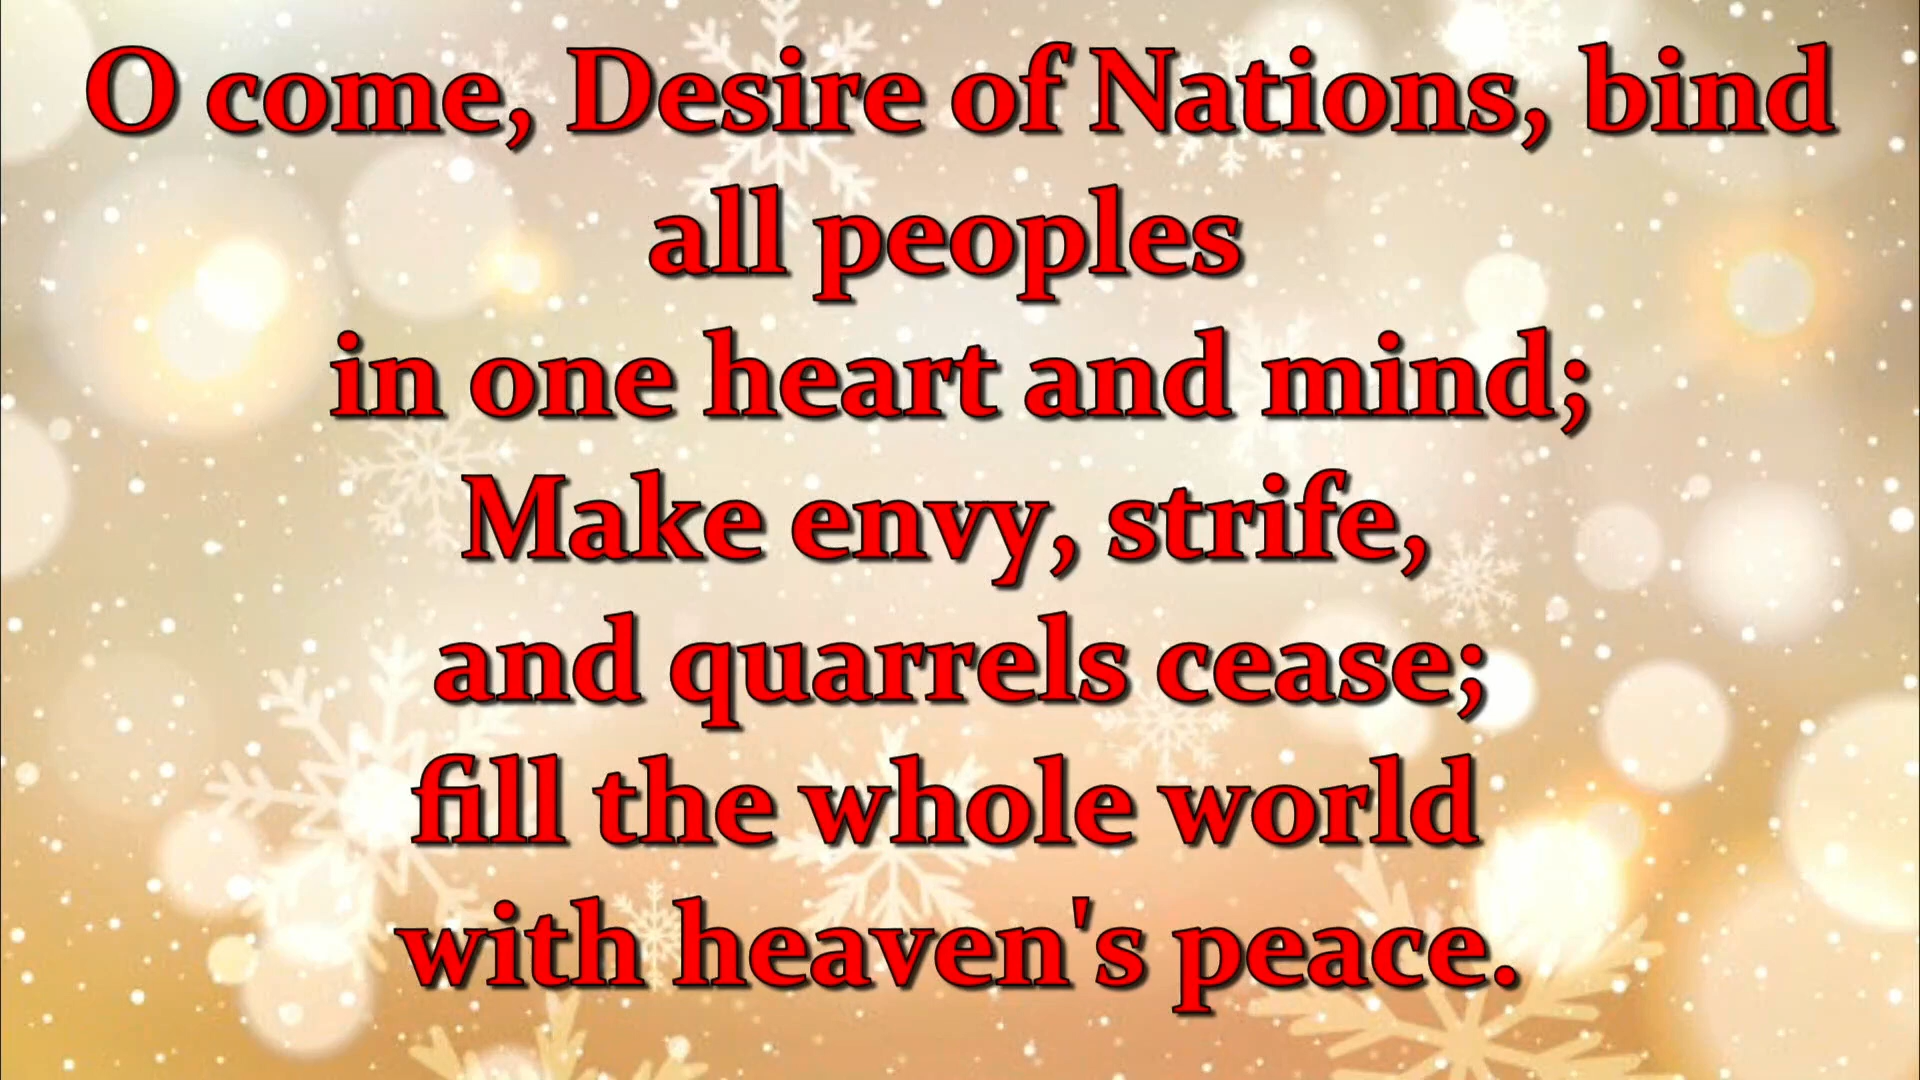 O come, Desire of Nations, bind
all peoples
in one heart and mind;
Make envy, strife,
and quarrels cease;
fill the whole world
with heaven's peace.